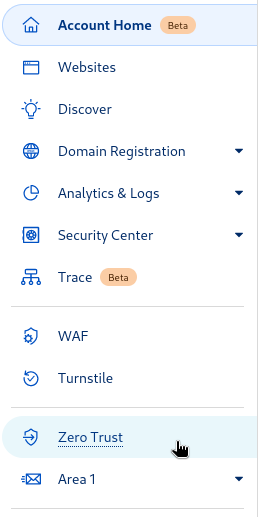 Account Home Beta
Websites
Discover
Domain Registration
Analytics & Logs
Security Center
Trace Beta
WAF
Turnstile
Zero Trust
Area 1